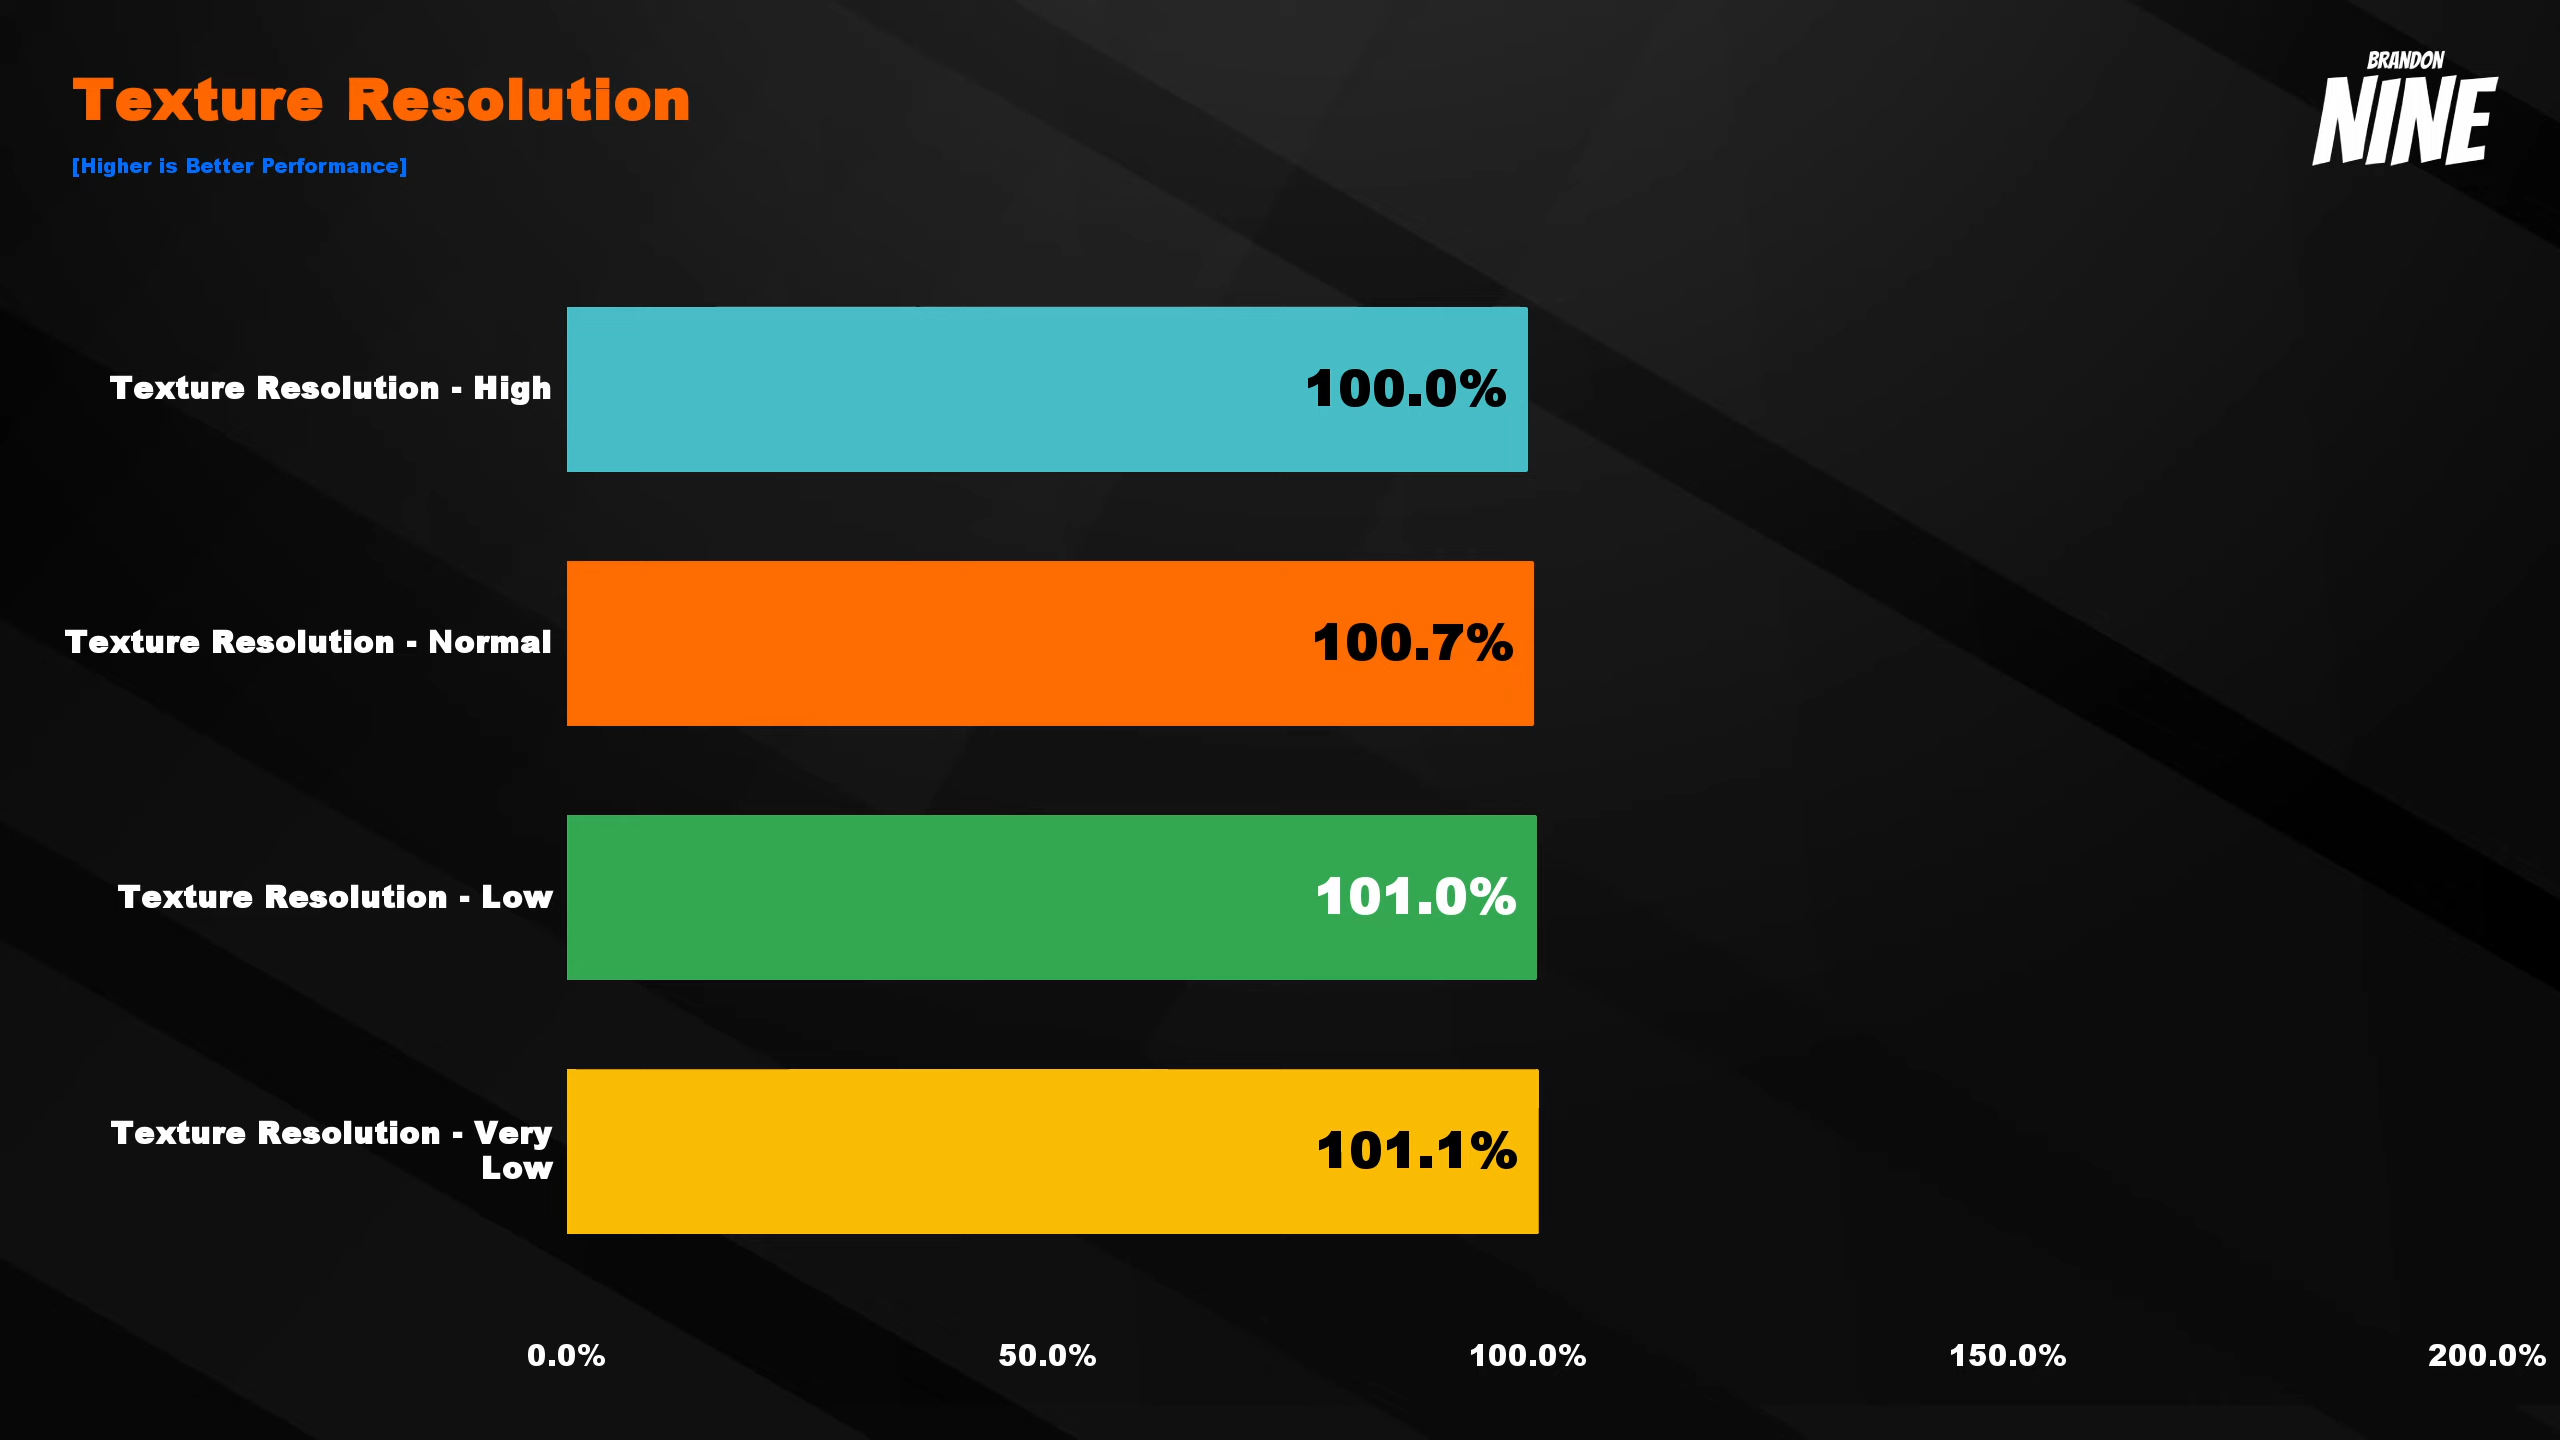 Texture Resolution
[Higher is Better Performance]
BRANDON
NINE
Texture Resolution - High
100.0%
Texture Resolution - Normal
100.7%
Texture Resolution - Low
101.0%
Texture Resolution - Very
Low
101.1%
0.0%
50.0%
100.0%
150.0%
200.0%